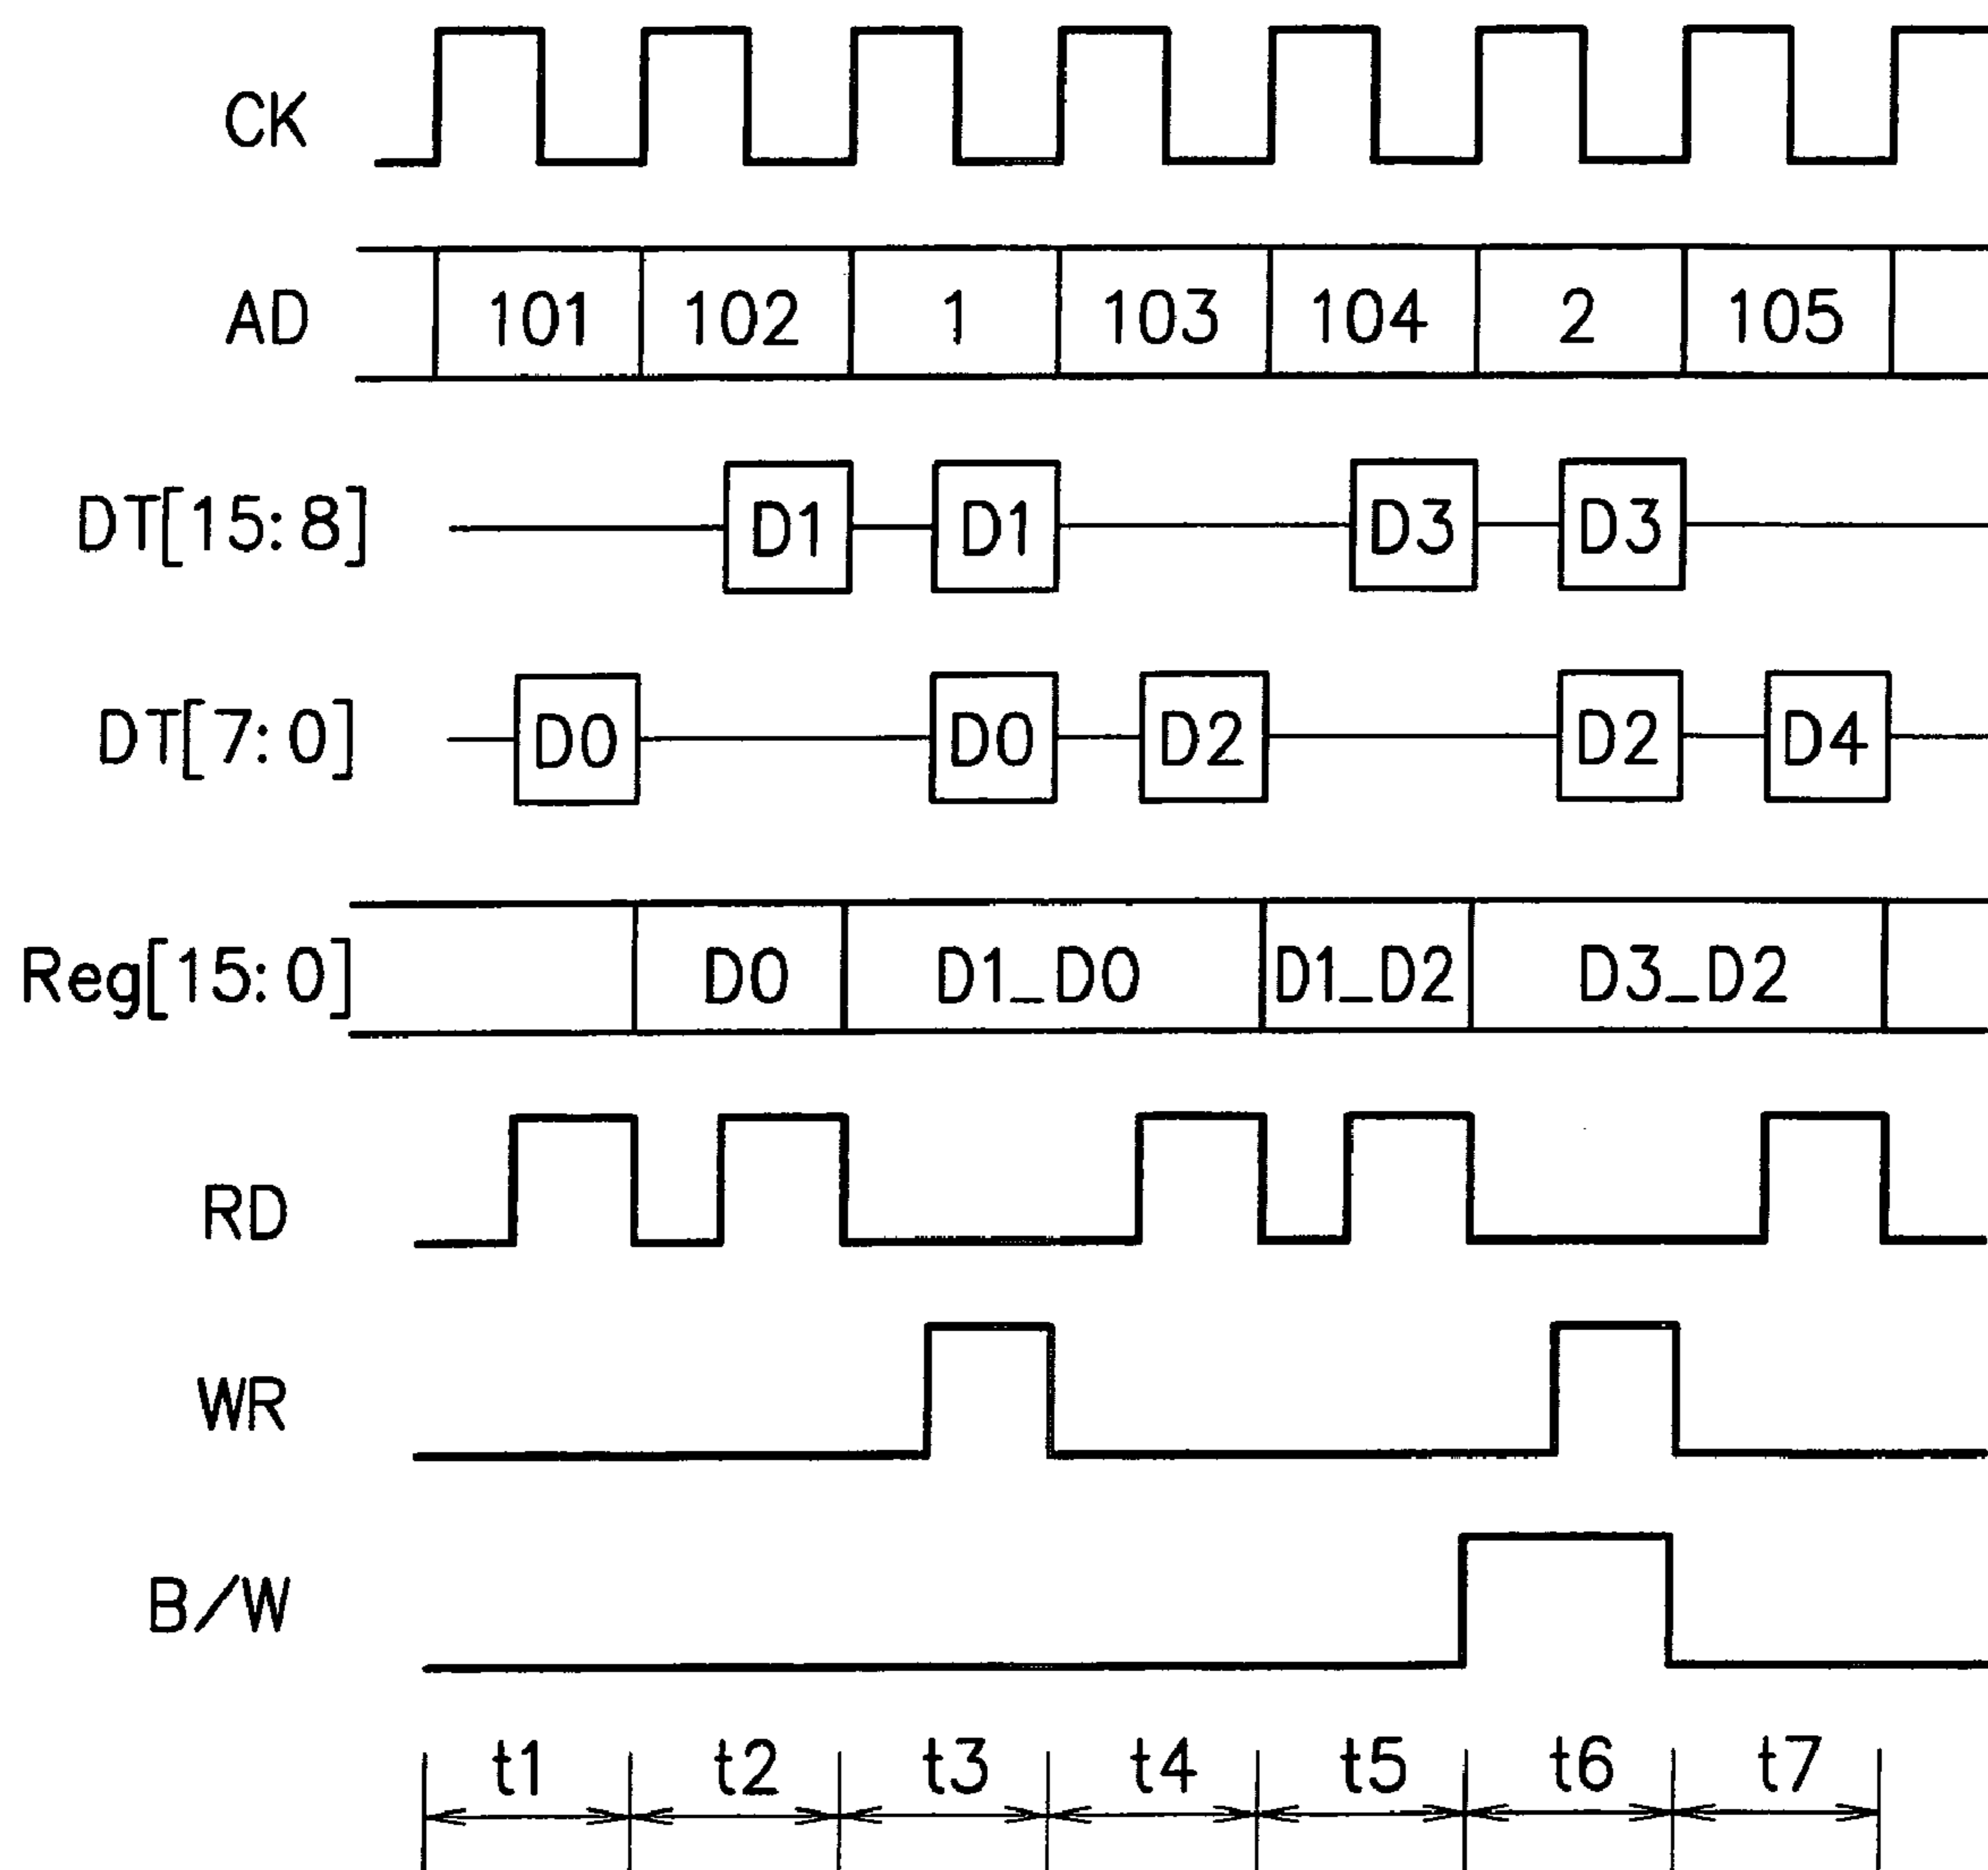 CK
AD 101 102 1 103 104 2 105
DT[15:8] D1 D1 D3 D3
DT[7:0] D0 D0 D2 D2 D4
Reg[15:0] D0 D1_D0 D1_D2 D3_D2
RD
WR
B/W
t1 t2 t3 t4 t5 t6 t7